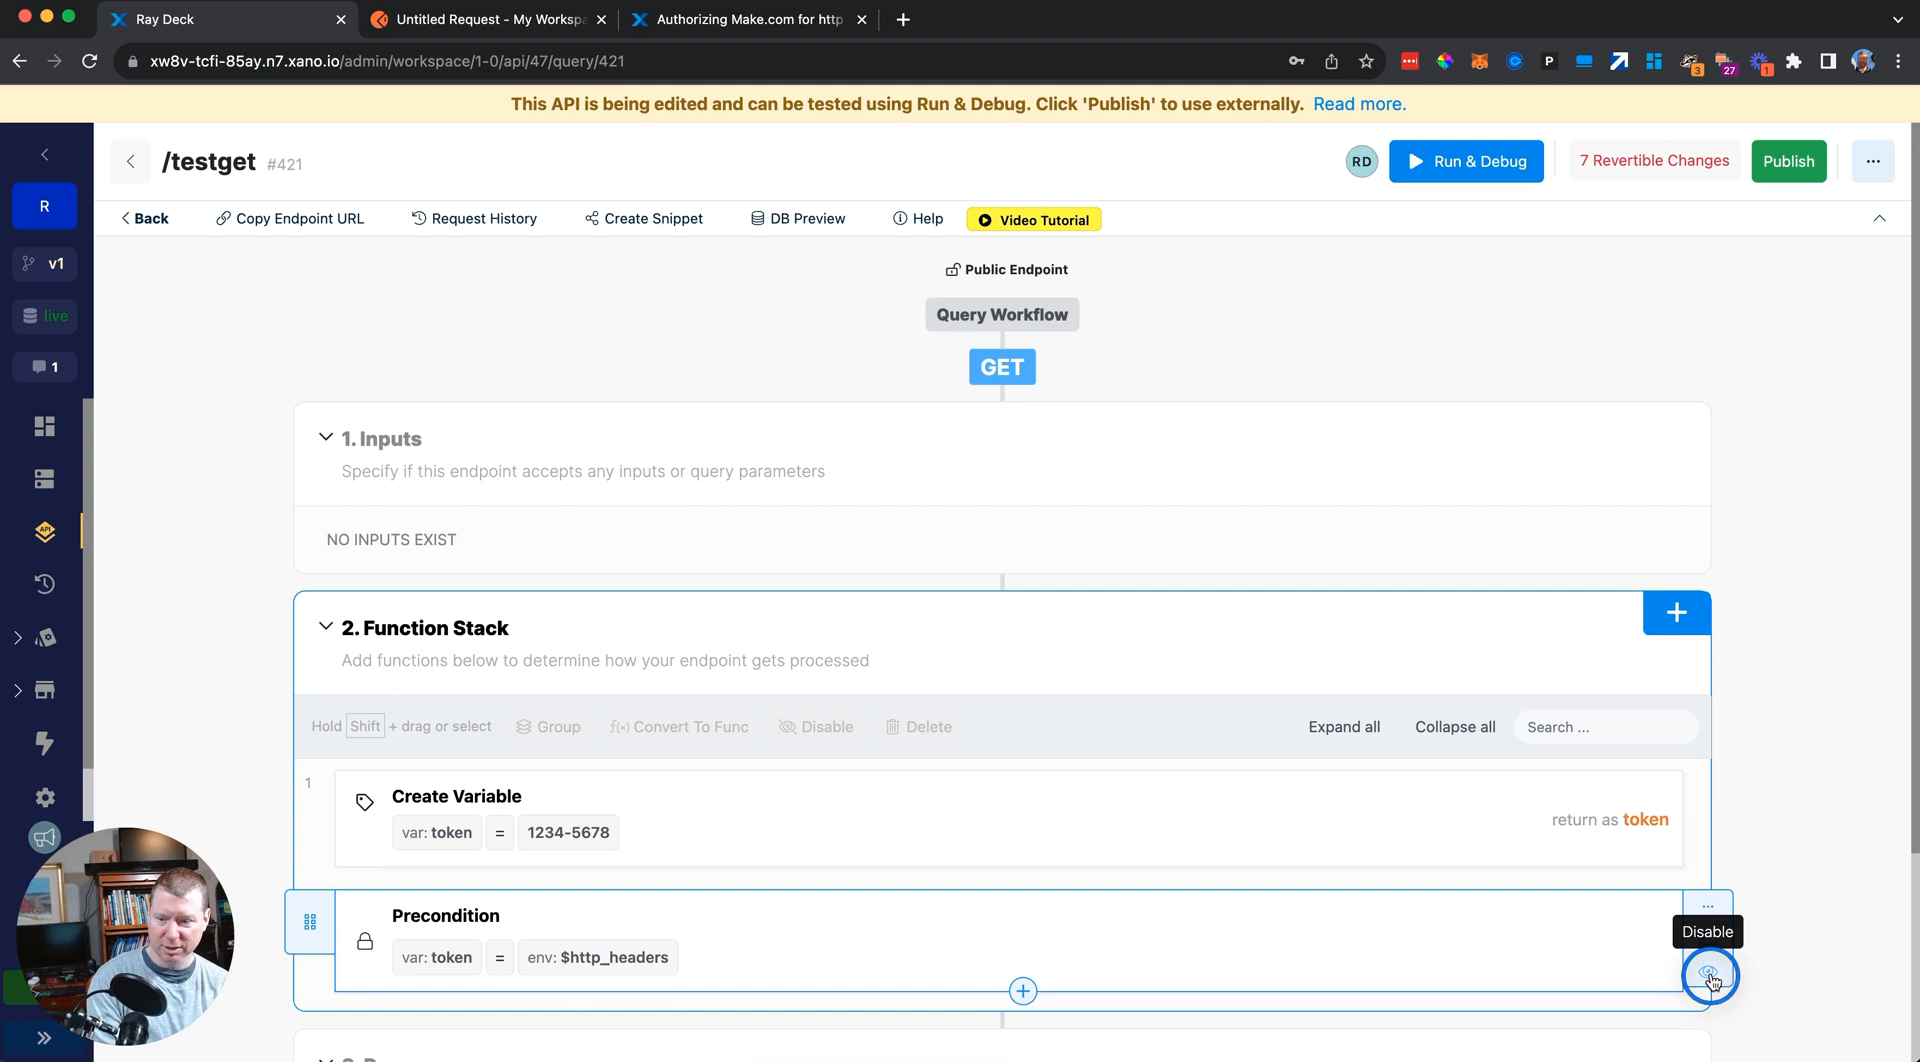 Ray Deck
Untitled Request - My Workspa
Authorizing Make.com for http
xw8v-tcfi-85ay.n7.xano.io/admin/workspace/1-0/api/47/query/421
P
3
27
1
This API is being edited and can be tested using Run & Debug. Click 'Publish' to use externally. Read more.
R
v1
live
1
/testget #421
RD
Run & Debug
7 Revertible Changes
Publish
...
Back
Copy Endpoint URL
Request History
Create Snippet
DB Preview
Help
Video Tutorial
Public Endpoint
Query Workflow
GET
1. Inputs
Specify if this endpoint accepts any inputs or query parameters
NO INPUTS EXIST
2. Function Stack
Add functions below to determine how your endpoint gets processed
Hold Shift + drag or select
Group
f(x) Convert To Func
Disable
Delete
Expand all
Collapse all
Search ...
1
Create Variable
var: token = 1234-5678
return as token
Precondition
var: token = env: $http_headers
...
Disable
API